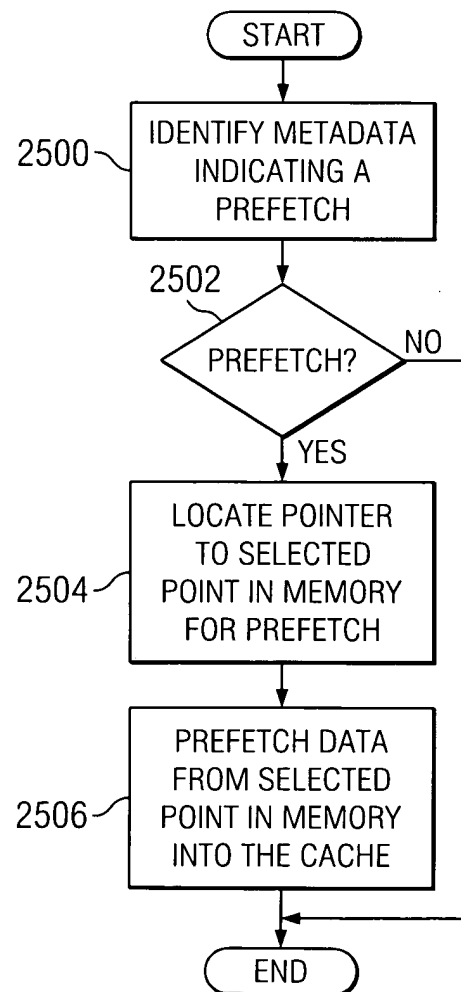 START
2500
IDENTIFY METADATA
INDICATING A
PREFETCH
2502
PREFETCH?
NO
YES
2504
LOCATE POINTER
TO SELECTED
POINT IN MEMORY
FOR PREFETCH
2506
PREFETCH DATA
FROM SELECTED
POINT IN MEMORY
INTO THE CACHE
END